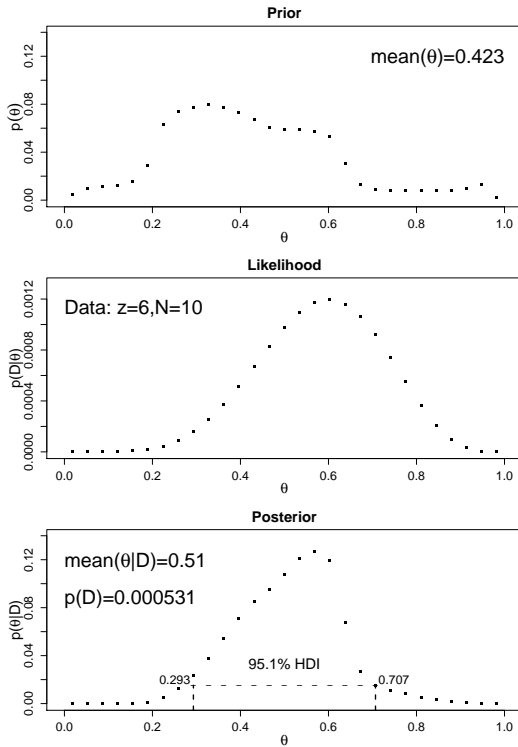 Prior
mean(θ)=0.423
p(θ)
0.00 0.04 0.08 0.12
0.0 0.2 0.4 0.6 0.8 1.0
θ
Likelihood
Data: z=6,N=10
p(D|θ)
0.0000 0.0004 0.0008 0.0012
0.0 0.2 0.4 0.6 0.8 1.0
θ
Posterior
mean(θ|D)=0.51
p(D)=0.000531
p(θ|D)
0.00 0.04 0.08 0.12
95.1% HDI
0.293 0.707
0.0 0.2 0.4 0.6 0.8 1.0
θ